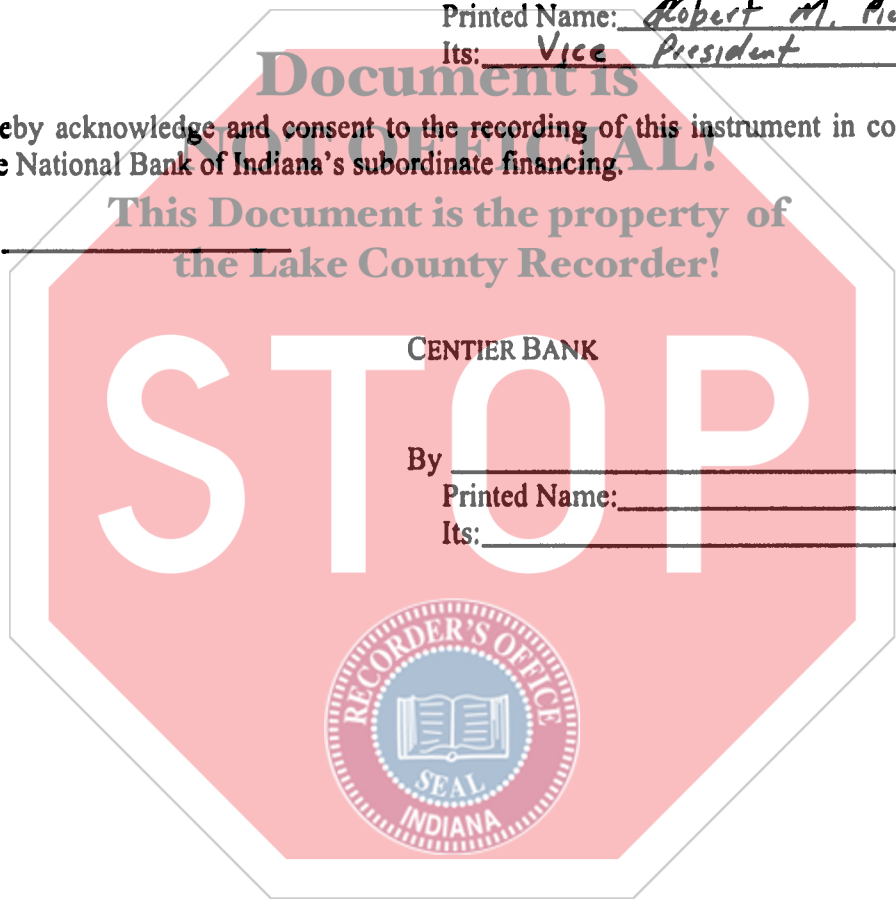 Printed Name: Robert M.
Its: Vice President
Document is
eby acknowledge and consent to the recording of this instrument in co
NOT OFFICIAL!
e National Bank of Indiana's subordinate financing.
This Document is the property of
the Lake County Recorder!
CENTIER BANK
STOP
By
Printed Name:
Its:
RECORDER'S OFFICE
SEAL
INDIANA